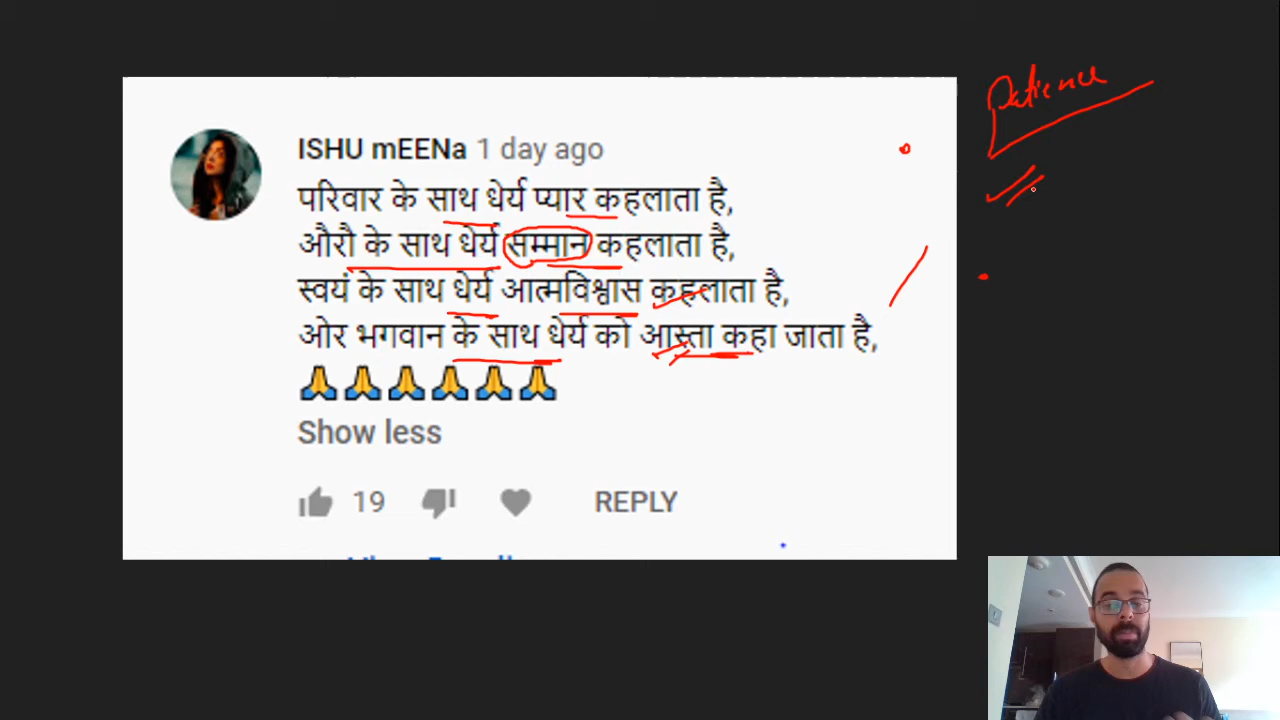 ISHU mEENa 1 day ago
परिवार के साथ धेर्य प्यार कहलाता है,
औरौ के साथ धेर्य सम्मान कहलाता है,
स्वयं के साथ धेर्य आत्मविश्वास कहलाता है,
ओर भगवान के साथ धेर्य को आस्ता कहा जाता है,
🙏🙏🙏🙏🙏🙏
Show less
19 REPLY
Patience